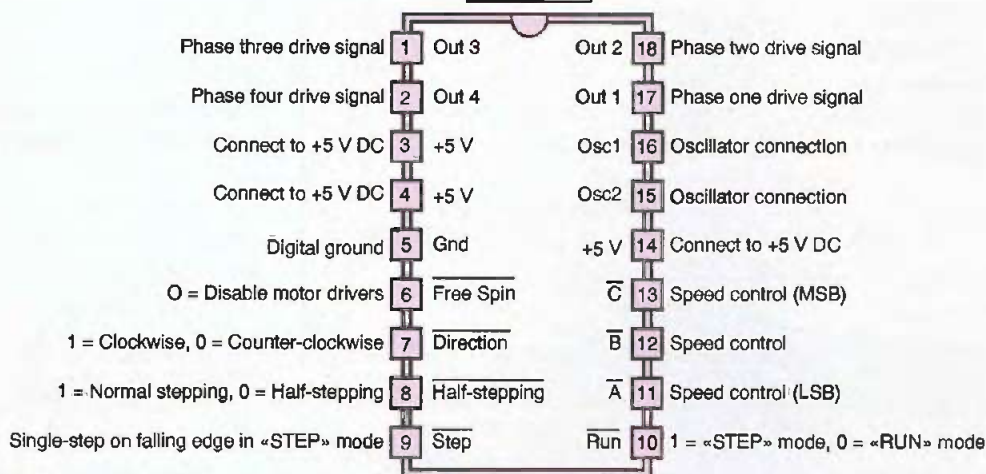 Phase three drive signal 1 Out 3 Out 2 18 Phase two drive signal
Phase four drive signal 2 Out 4 Out 1 17 Phase one drive signal
Connect to +5 V DC 3 +5 V Osc1 16 Oscillator connection
Connect to +5 V DC 4 +5 V Osc2 15 Oscillator connection
Digital ground 5 Gnd +5 V 14 Connect to +5 V DC
O = Disable motor drivers 6 Free Spin C 13 Speed control (MSB)
1 = Clockwise, 0 = Counter-clockwise 7 Direction B 12 Speed control
1 = Normal stepping, 0 = Half-stepping 8 Half-stepping A 11 Speed control (LSB)
Single-step on falling edge in «STEP» mode 9 Step Run 10 1 = «STEP» mode, 0 = «RUN» mode